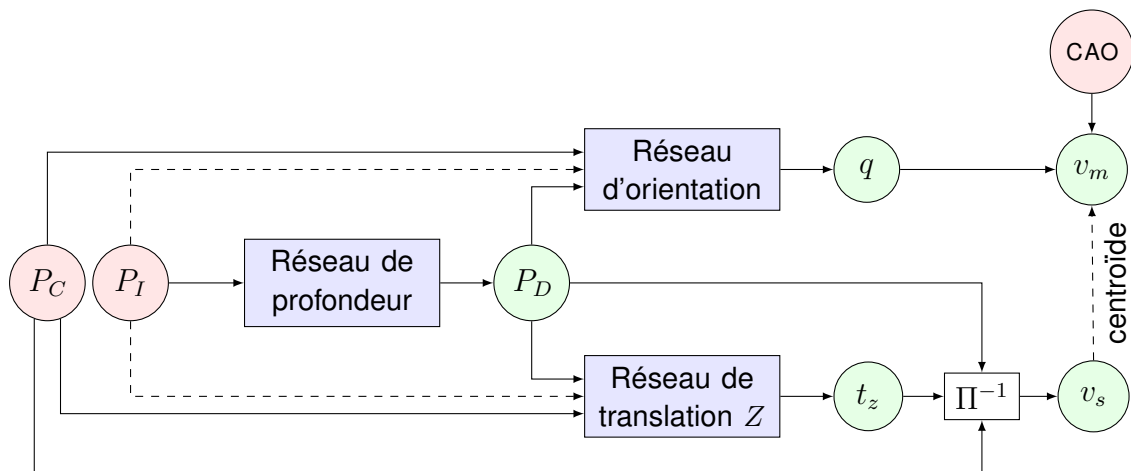 CAO
Réseau
d'orientation
q
v_m
P_C
P_I
Réseau de
profondeur
P_D
centroïde
Réseau de
translation Z
t_z
Π⁻¹
v_s